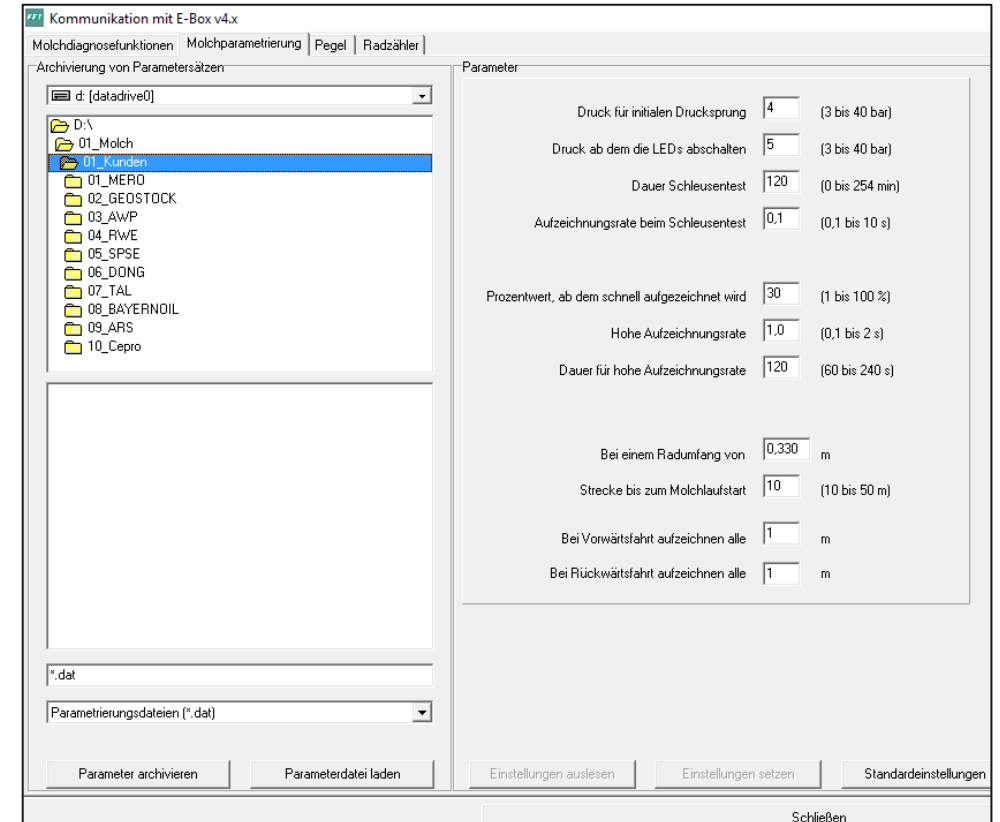 Kommunikation mit E-Box v4.x
Molchdiagnosefunktionen Molchparametrierung Pegel Radzähler
Archivierung von Parametersätzen
d: [datadrive0]
D:\
01_Molch
01_Kunden
01_MERO
02_GEOSTOCK
03_AWP
04_RWE
05_SPSE
06_DONG
07_TAL
08_BAYERNOIL
09_ARS
10_Cepro
*.dat
Parametrierungsdateien (*.dat)
Parameter archivieren Parameterdatei laden
Parameter
Druck für initialen Drucksprung 4 (3 bis 40 bar)
Druck ab dem die LEDs abschalten 5 (3 bis 40 bar)
Dauer Schleusentest 120 (0 bis 254 min)
Aufzeichnungsrate beim Schleusentest 0,1 (0,1 bis 10 s)
Prozentwert, ab dem schnell aufgezeichnet wird 30 (1 bis 100 %)
Hohe Aufzeichnungsrate 1,0 (0,1 bis 2 s)
Dauer für hohe Aufzeichnungsrate 120 (60 bis 240 s)
Bei einem Radumfang von 0,330 m
Strecke bis zum Molchlaufstart 10 (10 bis 50 m)
Bei Vorwärtsfahrt aufzeichnen alle 1 m
Bei Rückwärtsfahrt aufzeichnen alle 1 m
Einstellungen auslesen Einstellungen setzen Standardeinstellungen
Schließen